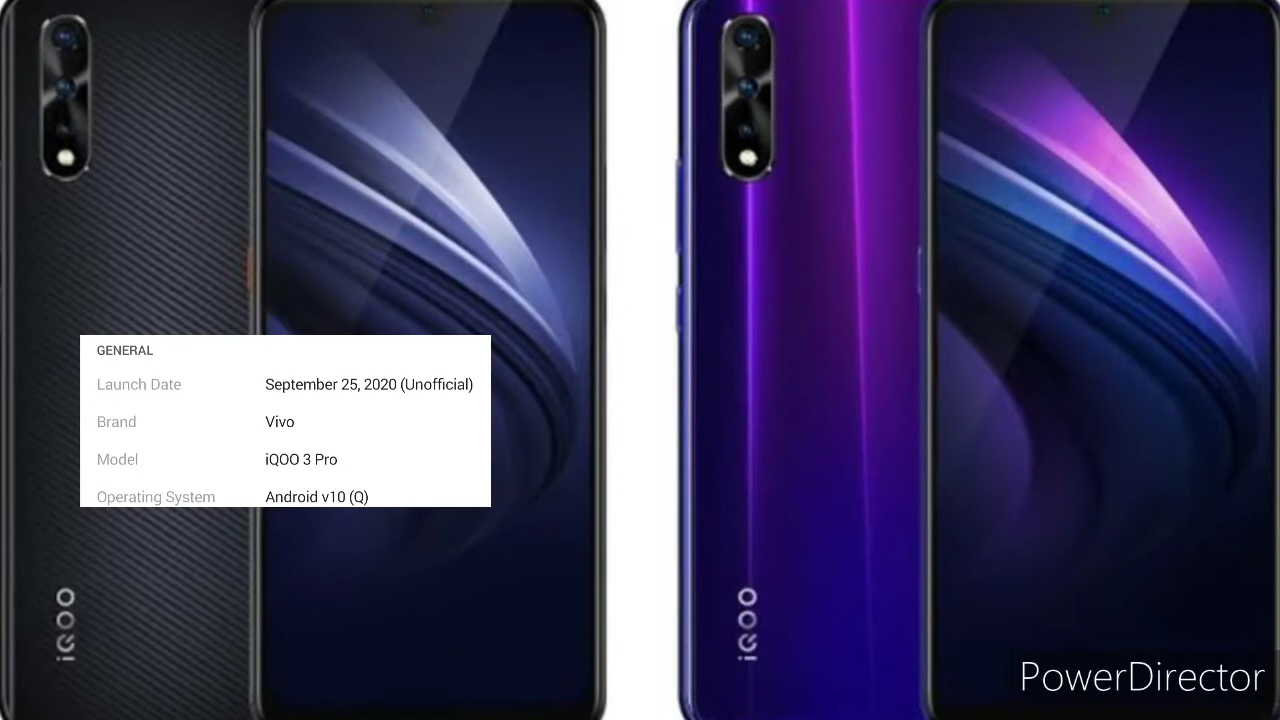 GENERAL
Launch Date September 25, 2020 (Unofficial)
Brand Vivo
Model iQOO 3 Pro
Operating System Android v10 (Q)
iQOO
iQOO
PowerDirector